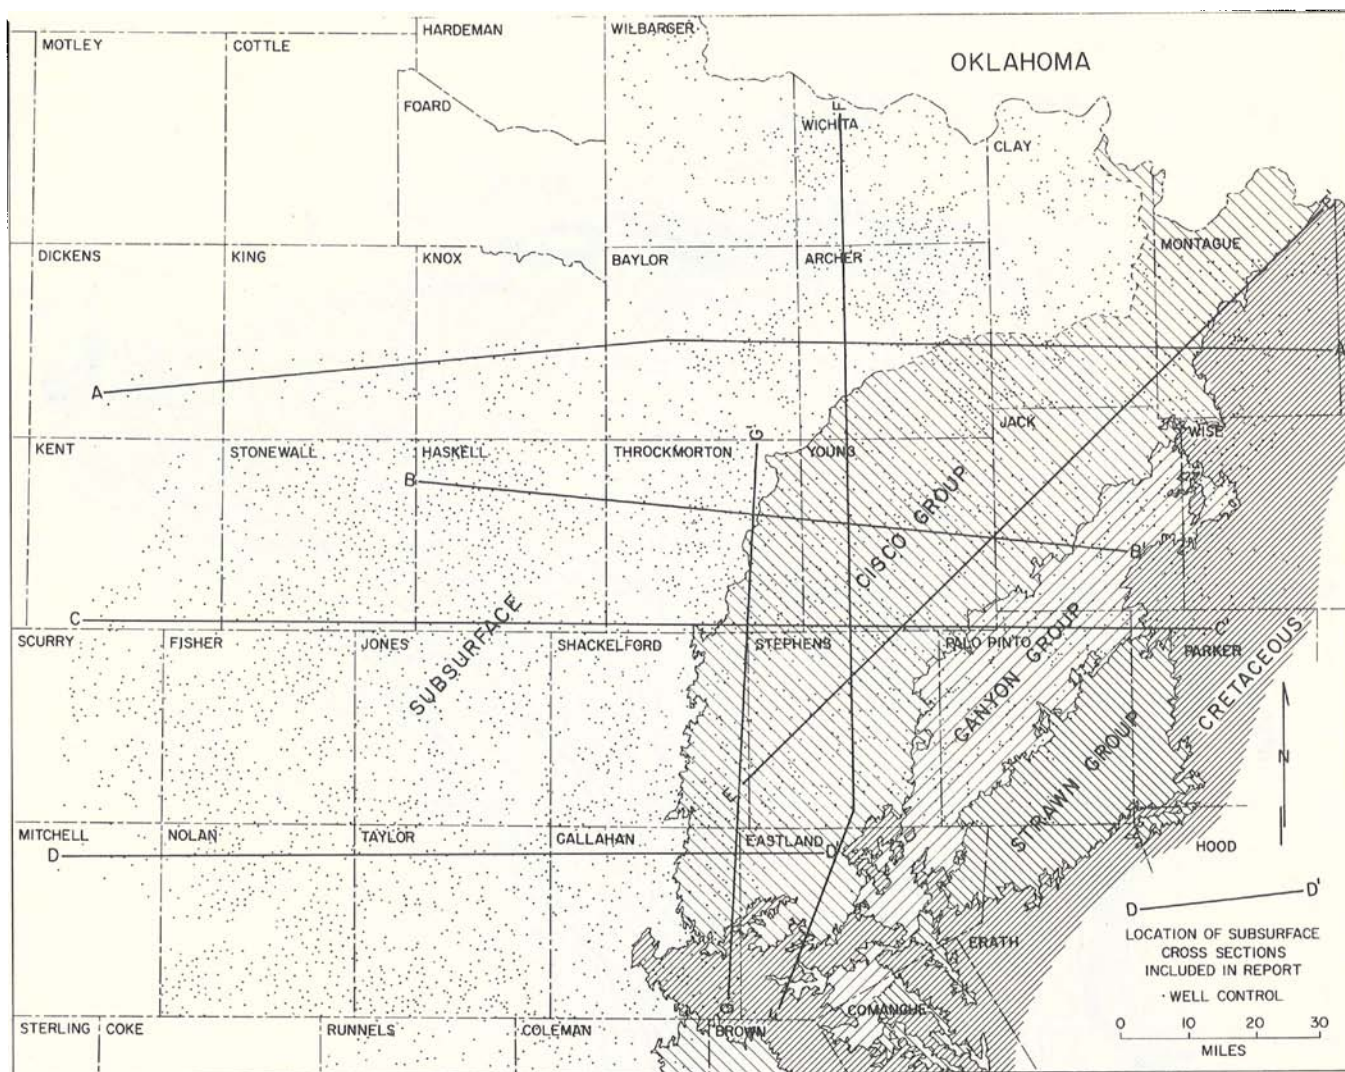 HARDEMAN
WILBARGER
MOTLEY
COTTLE
OKLAHOMA
FOARD
F
WICHITA
CLAY
E'
MONTAGUE
DICKENS
KING
KNOX
BAYLOR
ARCHER
A
A'
JACK
WISE
G'
KENT
STONEWALL
HASKELL
THROCKMORTON
YOUNG
B
B'
CISCO GROUP
SUBSURFACE
C
C'
SCURRY
FISHER
JONES
SHACKELFORD
STEPHENS
PALO PINTO
PARKER
CANYON GROUP
STRAWN GROUP
CRETACEOUS
N
E
MITCHELL
NOLAN
TAYLOR
CALLAHAN
EASTLAND
HOOD
D
D'
D
D'
LOCATION OF SUBSURFACE
CROSS SECTIONS
INCLUDED IN REPORT
· WELL CONTROL
ERATH
G
COMANCHE
STERLING
COKE
RUNNELS
COLEMAN
BROWN
0 10 20 30
MILES